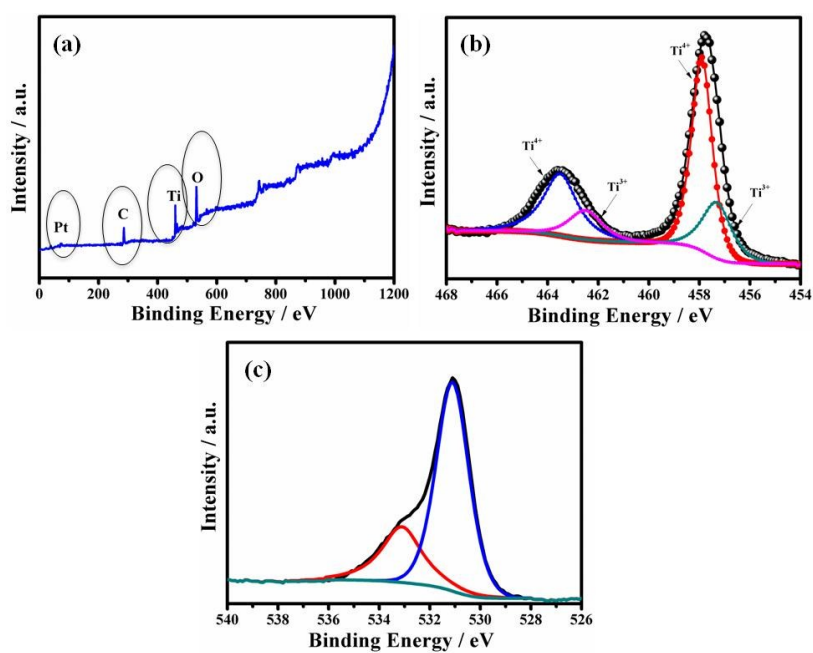 (a)
Intensity / a.u.
Pt
C
Ti
O
0 200 400 600 800 1000 1200
Binding Energy / eV
(b)
Intensity / a.u.
Ti4+
Ti4+
Ti3+
Ti3+
468 466 464 462 460 458 456 454
Binding Energy / eV
(c)
Intensity / a.u.
540 538 536 534 532 530 528 526
Binding Energy / eV